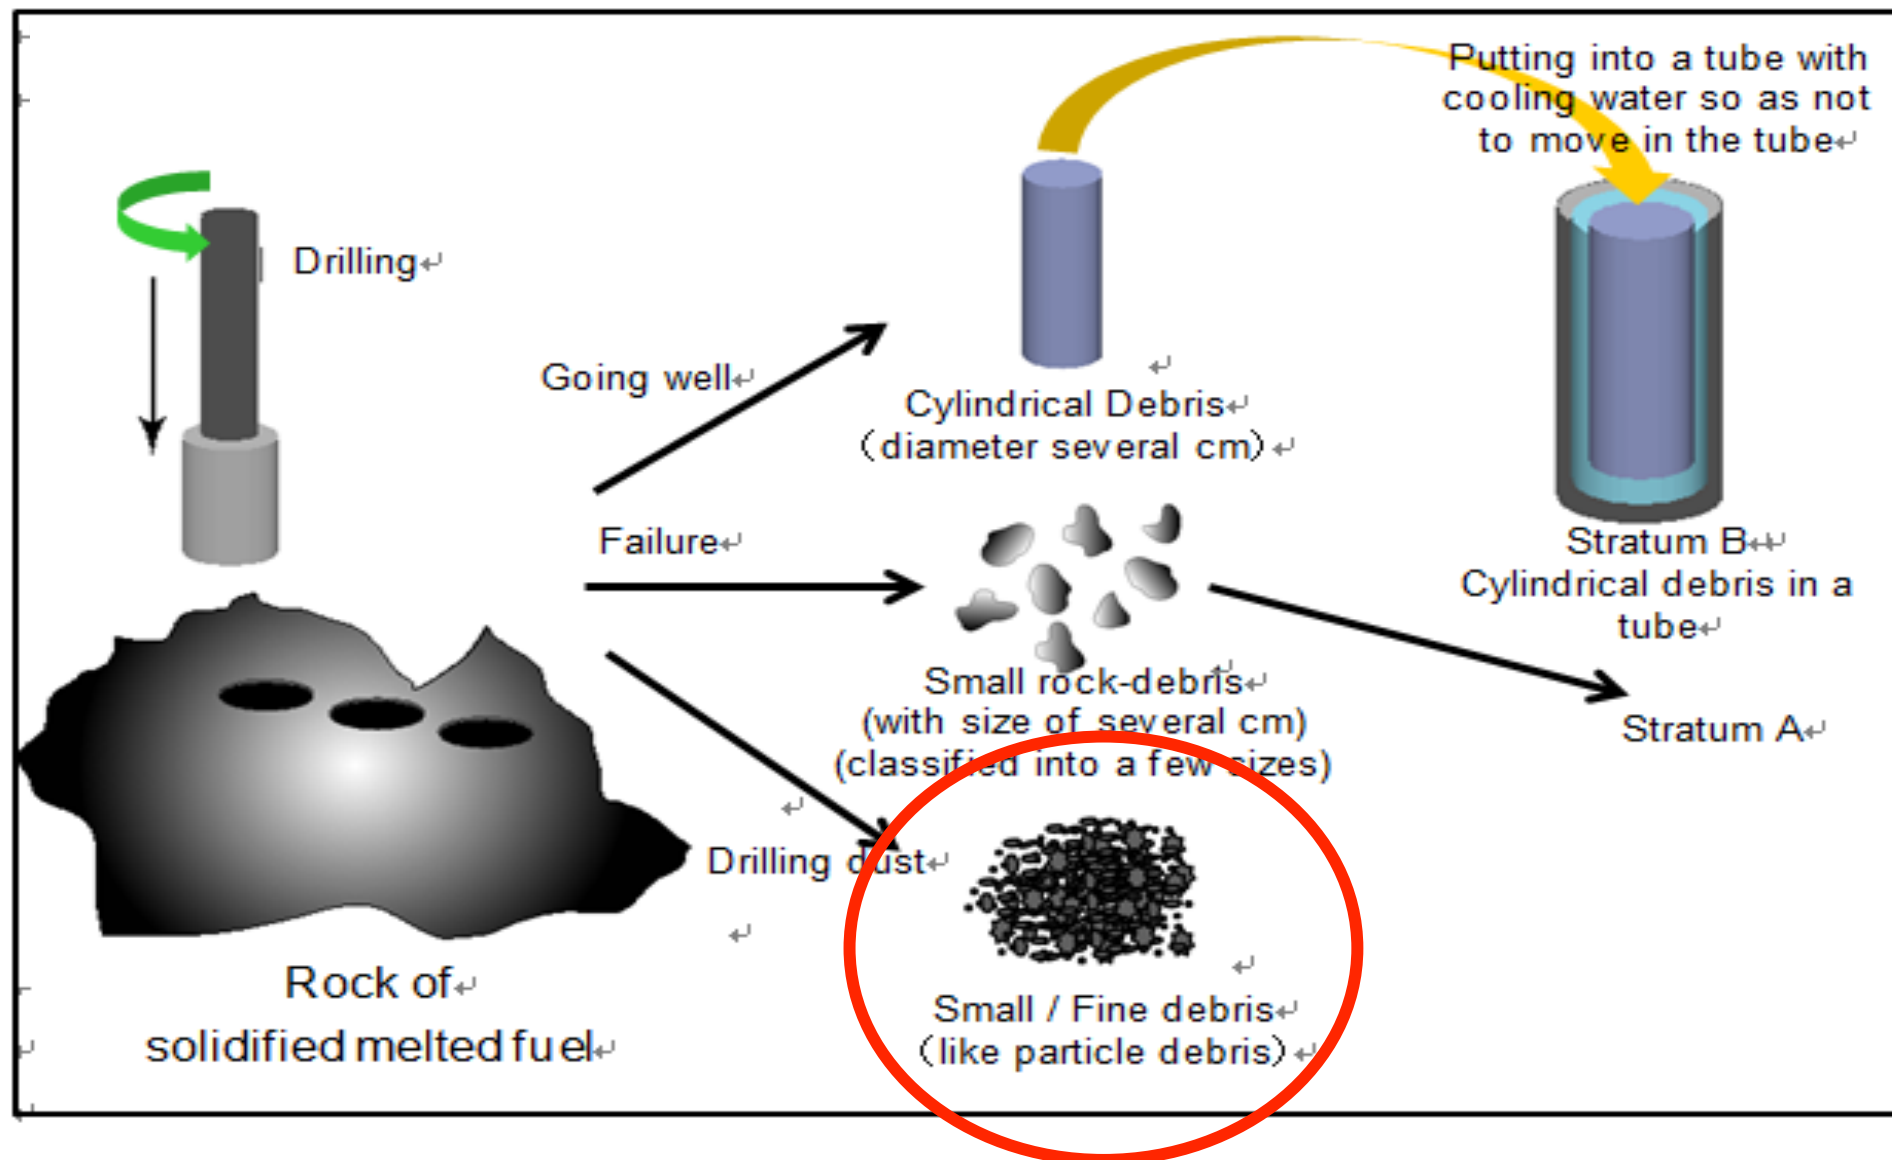 Putting into a tube with
cooling water so as not
to move in the tube
Drilling
Going well
Cylindrical Debris
(diameter several cm)
Failure
Stratum B
Cylindrical debris in a
tube
Small rock-debris
(with size of several cm)
(classified into a few sizes)
Stratum A
Drilling dust
Rock of
solidified melted fuel
Small / Fine debris
(like particle debris)